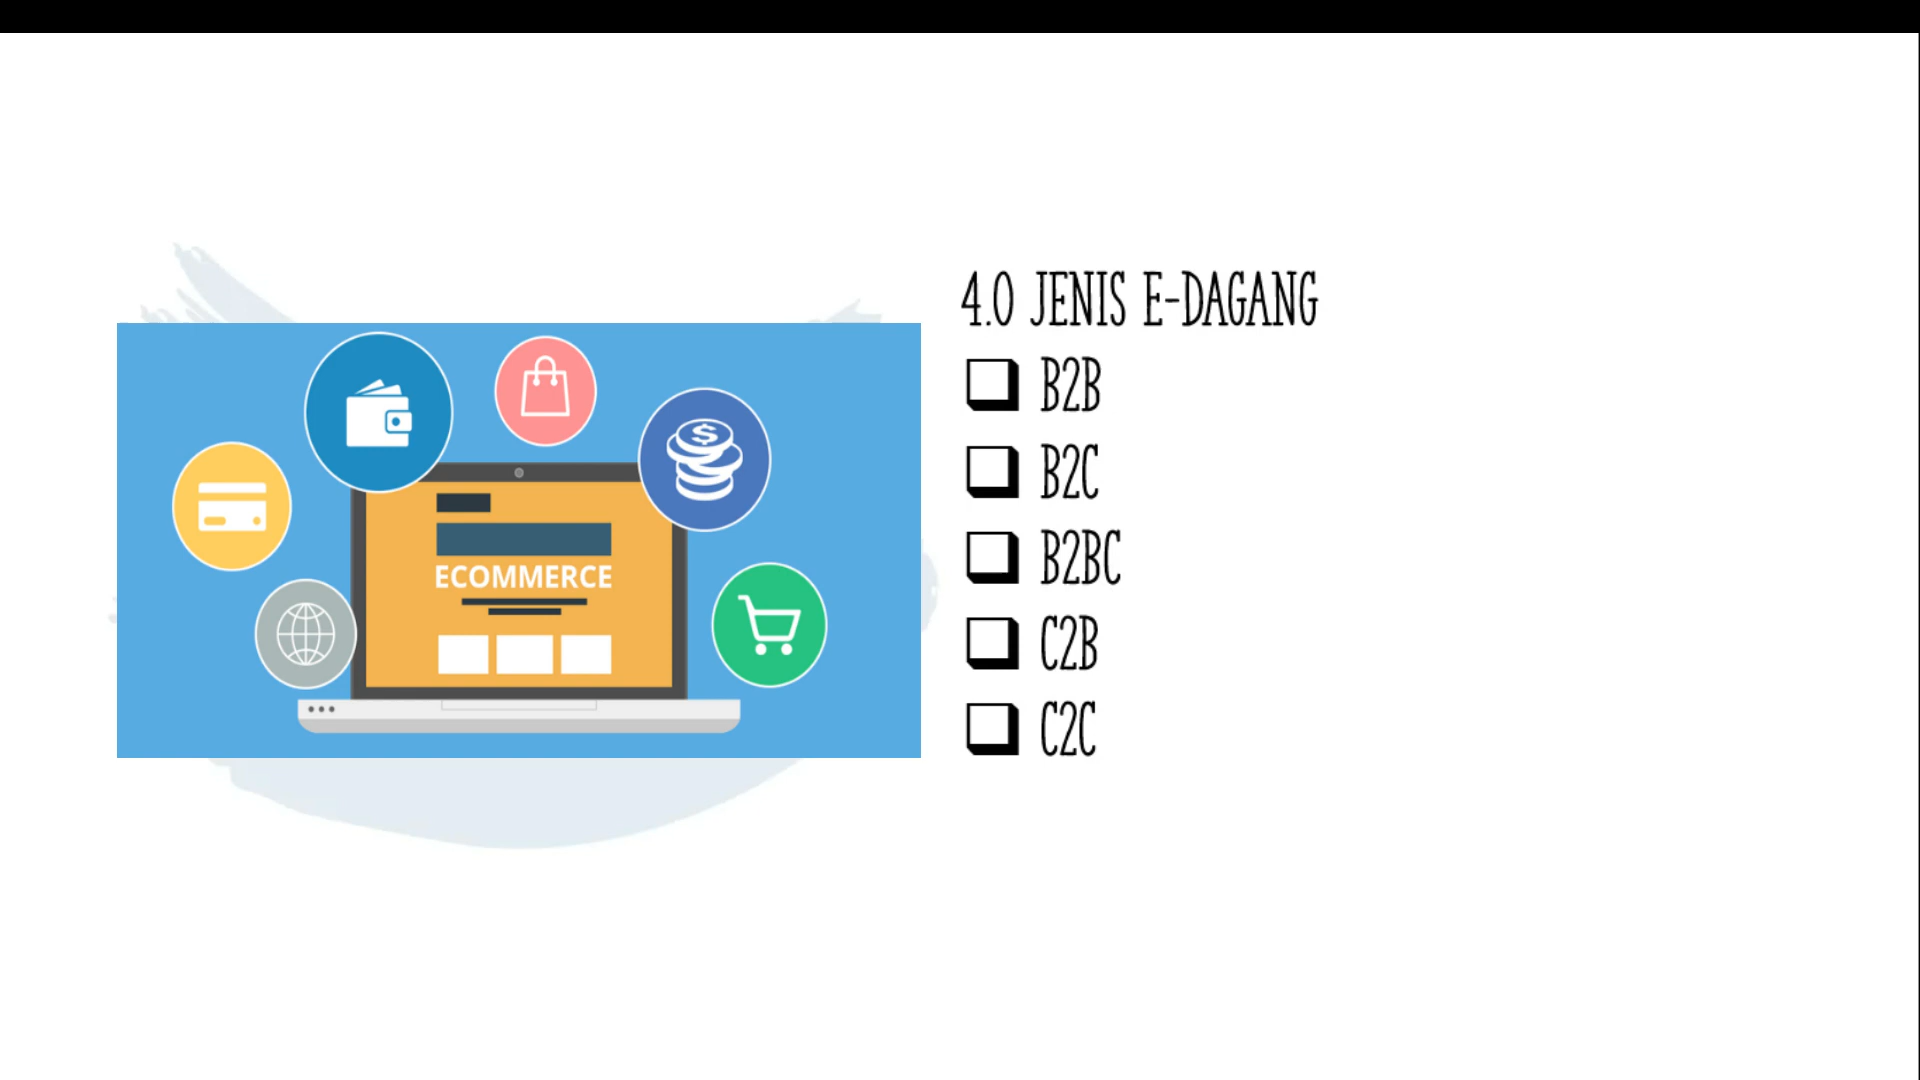 4.0 JENIS E-DAGANG
B2B
B2C
B2BC
C2B
C2C
ECOMMERCE
$